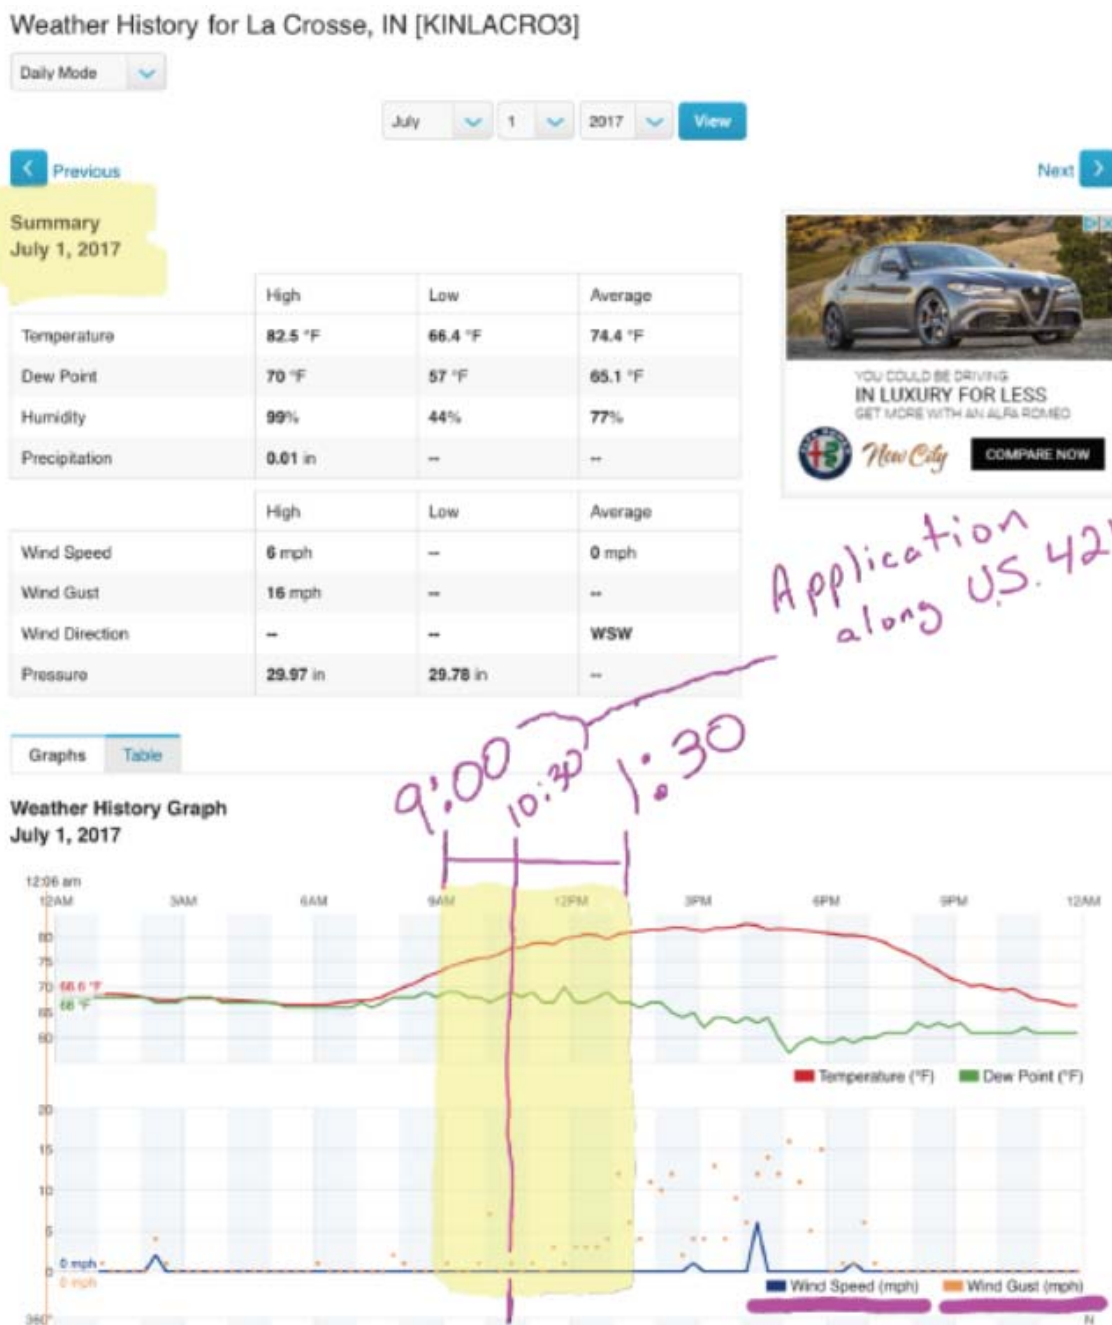 Weather History for La Crosse, IN [KINLACRO3]
Daily Mode
July 1 2017 View
Previous Next
Summary
July 1, 2017
High Low Average
Temperature 82.5 °F 66.4 °F 74.4 °F
Dew Point 70 °F 57 °F 65.1 °F
Humidity 99% 44% 77%
Precipitation 0.01 in -- --
YOU COULD BE DRIVING
IN LUXURY FOR LESS
GET MORE WITH AN ALFA ROMEO
ALFA ROMEO
New City COMPARE NOW
High Low Average
Wind Speed 6 mph -- 0 mph
Wind Gust 16 mph -- --
Wind Direction -- -- WSW
Pressure 29.97 in 29.78 in --
Application
along U.S. 421
Graphs Table
9:00 10:30 1:30
Weather History Graph
July 1, 2017
12:06 am
12AM 3AM 6AM 9AM 12PM 3PM 6PM 9PM 12AM
80
75
70 68.6 °F
68 °F
65
60
Temperature (°F) Dew Point (°F)
20
15
10
5
0 mph
0
0 mph
Wind Speed (mph) Wind Gust (mph)
360° N